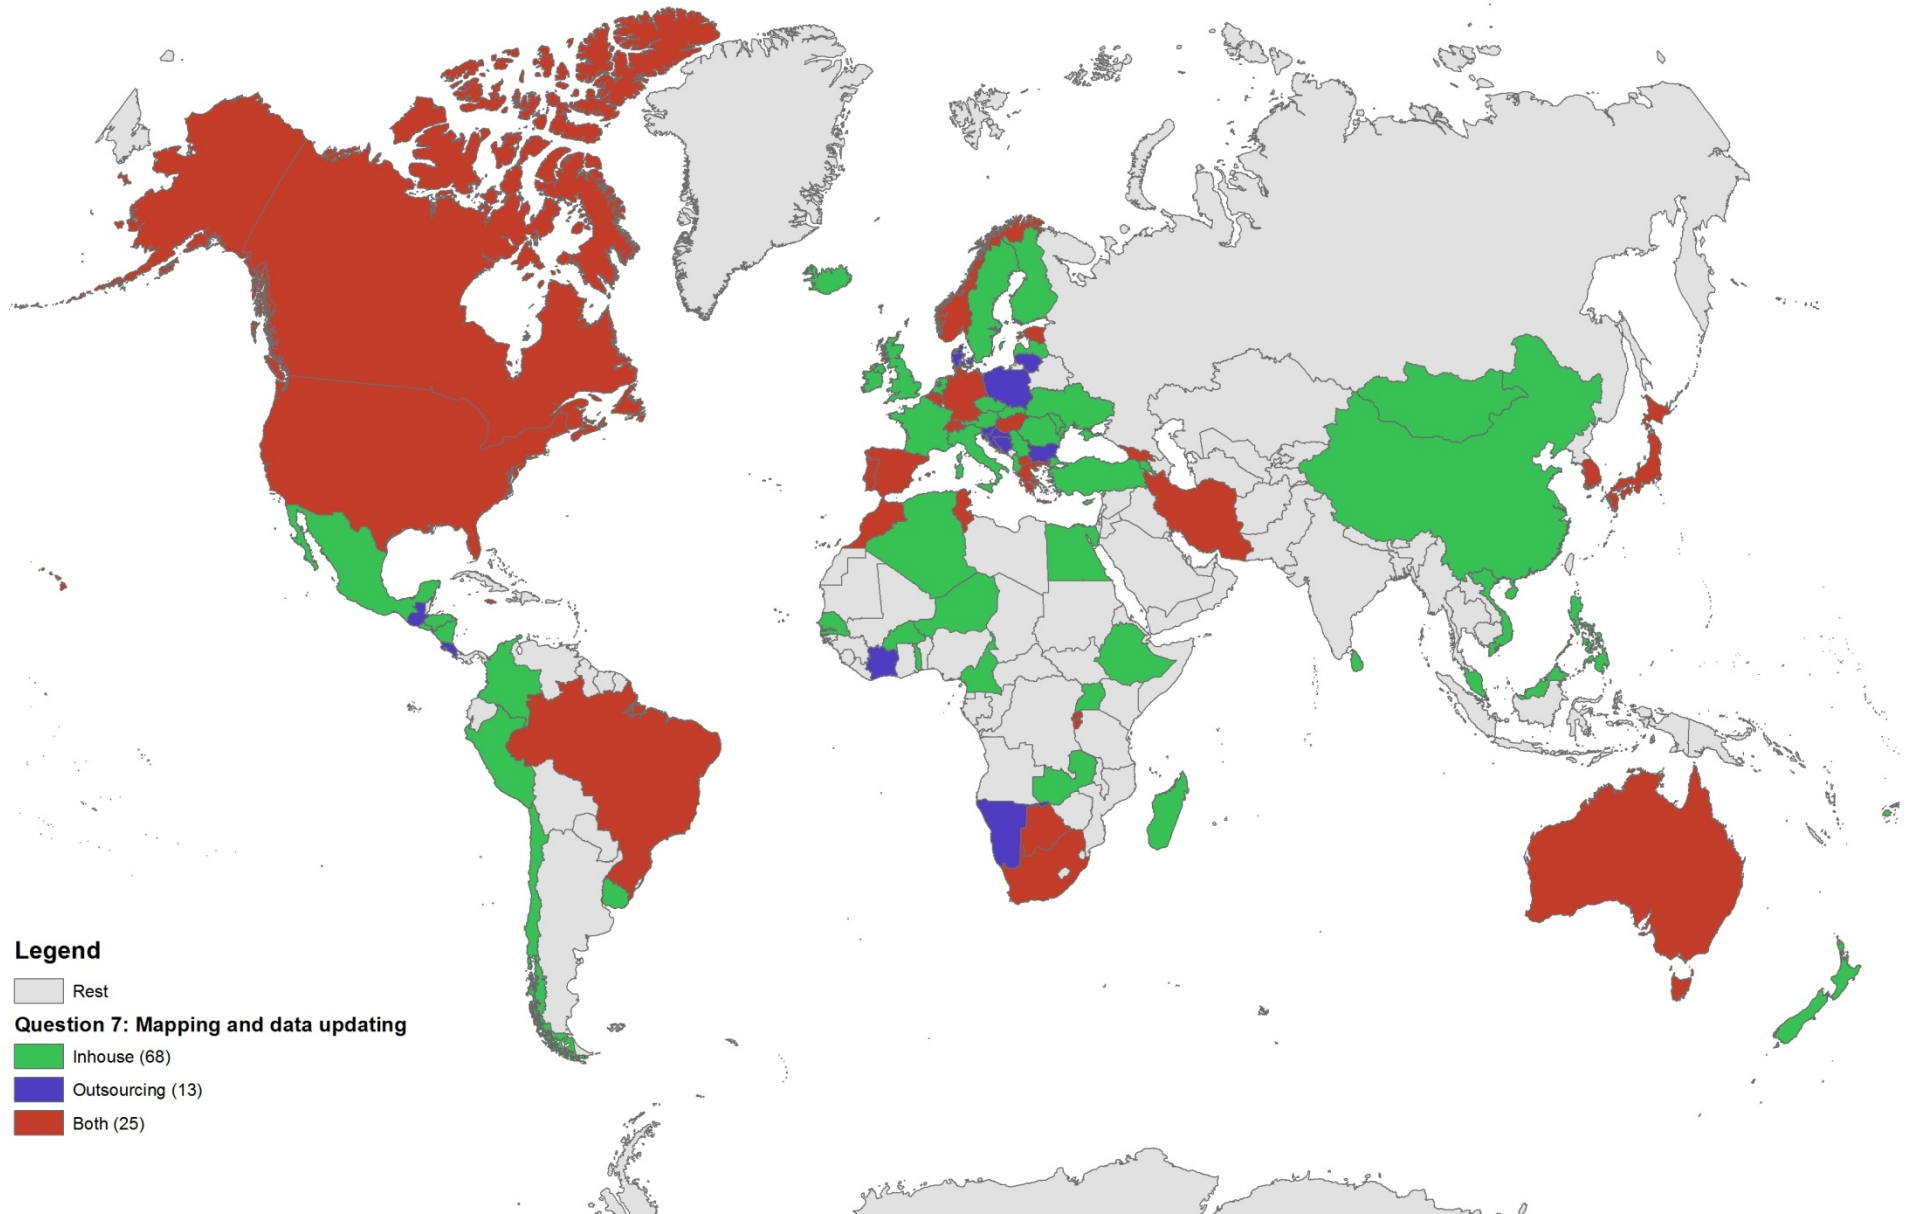 Legend
Rest
Question 7: Mapping and data updating
Inhouse (68)
Outsourcing (13)
Both (25)